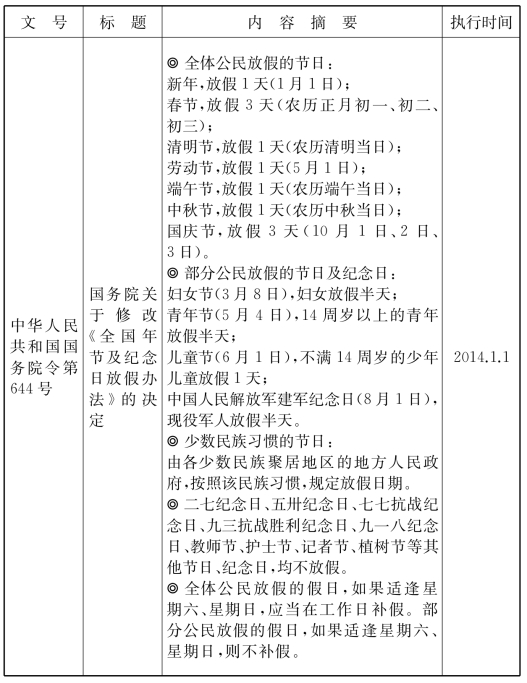 文号 标题 内容摘要 执行时间
中华人民
共和国国
务院令第
644号
国务院关
于修改
《全国年
节及纪念
日放假办
法》的决
定
◎ 全体公民放假的节日：
新年，放假1天(1月1日)；
春节，放假3天(农历正月初一、初二、
初三)；
清明节，放假1天(农历清明当日)；
劳动节，放假1天(5月1日)；
端午节，放假1天(农历端午当日)；
中秋节，放假1天(农历中秋当日)；
国庆节，放假3天(10月1日、2日、
3日)。
◎ 部分公民放假的节日及纪念日：
妇女节(3月8日)，妇女放假半天；
青年节(5月4日)，14周岁以上的青年
放假半天；
儿童节(6月1日)，不满14周岁的少年
儿童放假1天；
中国人民解放军建军纪念日(8月1日)，
现役军人放假半天。
◎ 少数民族习惯的节日：
由各少数民族聚居地区的地方人民政
府，按照该民族习惯，规定放假日期。
◎ 二七纪念日、五卅纪念日、七七抗战纪
念日、九三抗战胜利纪念日、九一八纪念
日、教师节、护士节、记者节、植树节等其
他节日、纪念日，均不放假。
◎ 全体公民放假的假日，如果适逢星
期六、星期日，应当在工作日补假。部
分公民放假的假日，如果适逢星期六、
星期日，则不补假。
2014.1.1